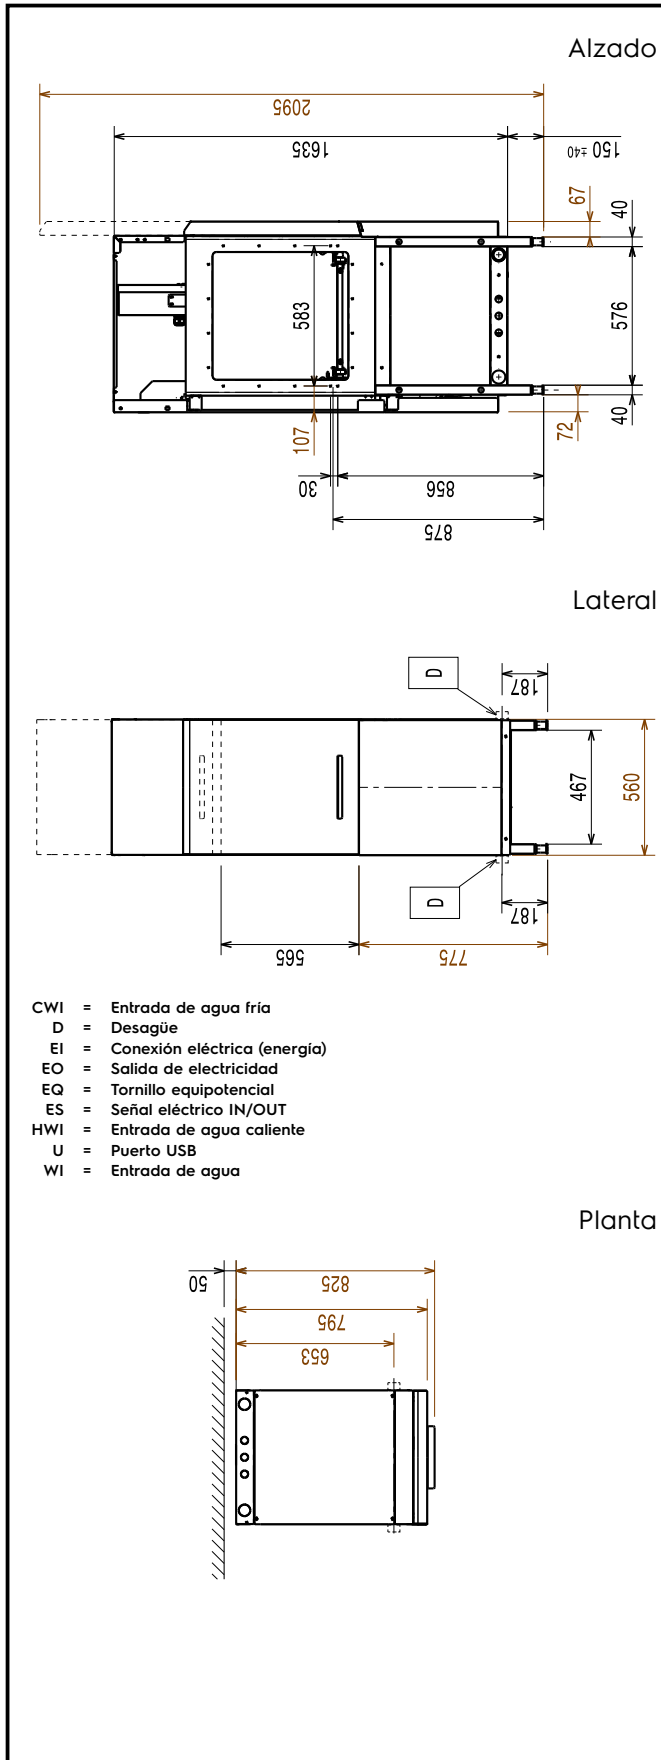 Alzado
2095
1635
150 ±40
67
40
583
576
107
72
40
30
856
875
Lateral
D
187
467
560
D
187
565
775
CWI = Entrada de agua fría
D = Desagüe
EI = Conexión eléctrica (energía)
EO = Salida de electricidad
EQ = Tornillo equipotencial
ES = Señal eléctrico IN/OUT
HWI = Entrada de agua caliente
U = Puerto USB
WI = Entrada de agua
Planta
50
825
795
653